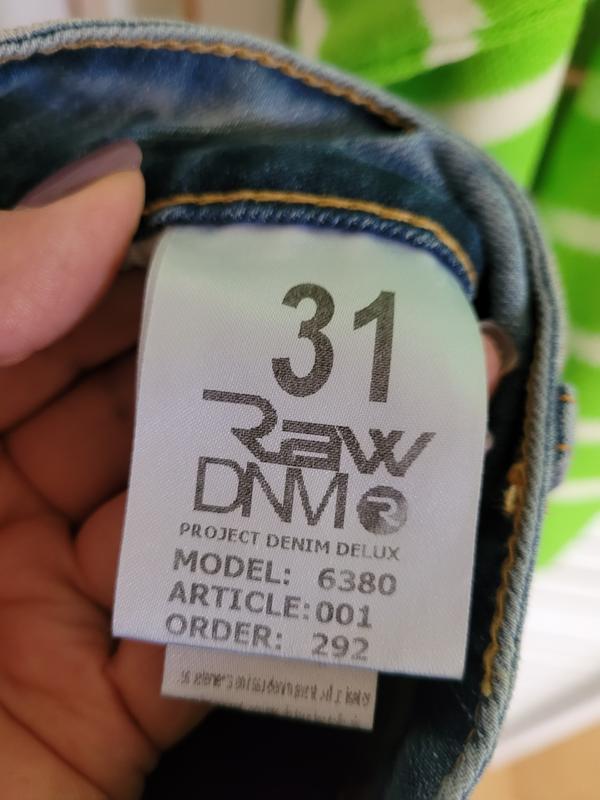 31
Raw
DNM R
PROJECT DENIM DELUX
MODEL: 6380
ARTICLE: 001
ORDER: 292